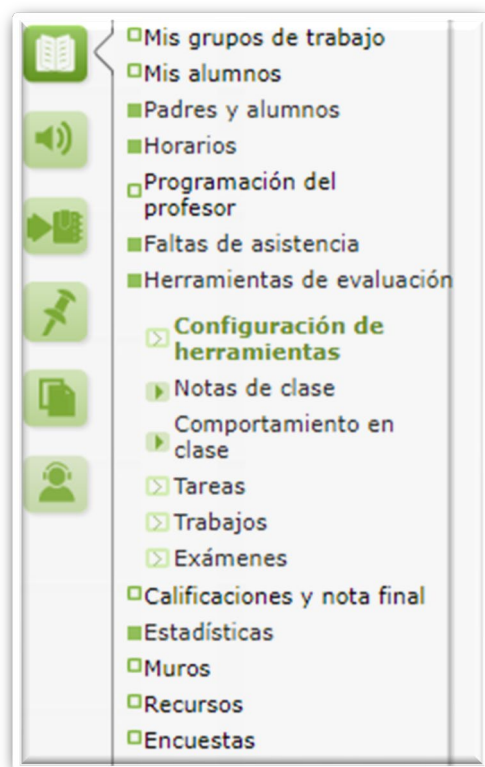 Mis grupos de trabajo
Mis alumnos
Padres y alumnos
Horarios
Programación del
profesor
Faltas de asistencia
Herramientas de evaluación
Configuración de
herramientas
Notas de clase
Comportamiento en
clase
Tareas
Trabajos
Exámenes
Calificaciones y nota final
Estadísticas
Muros
Recursos
Encuestas